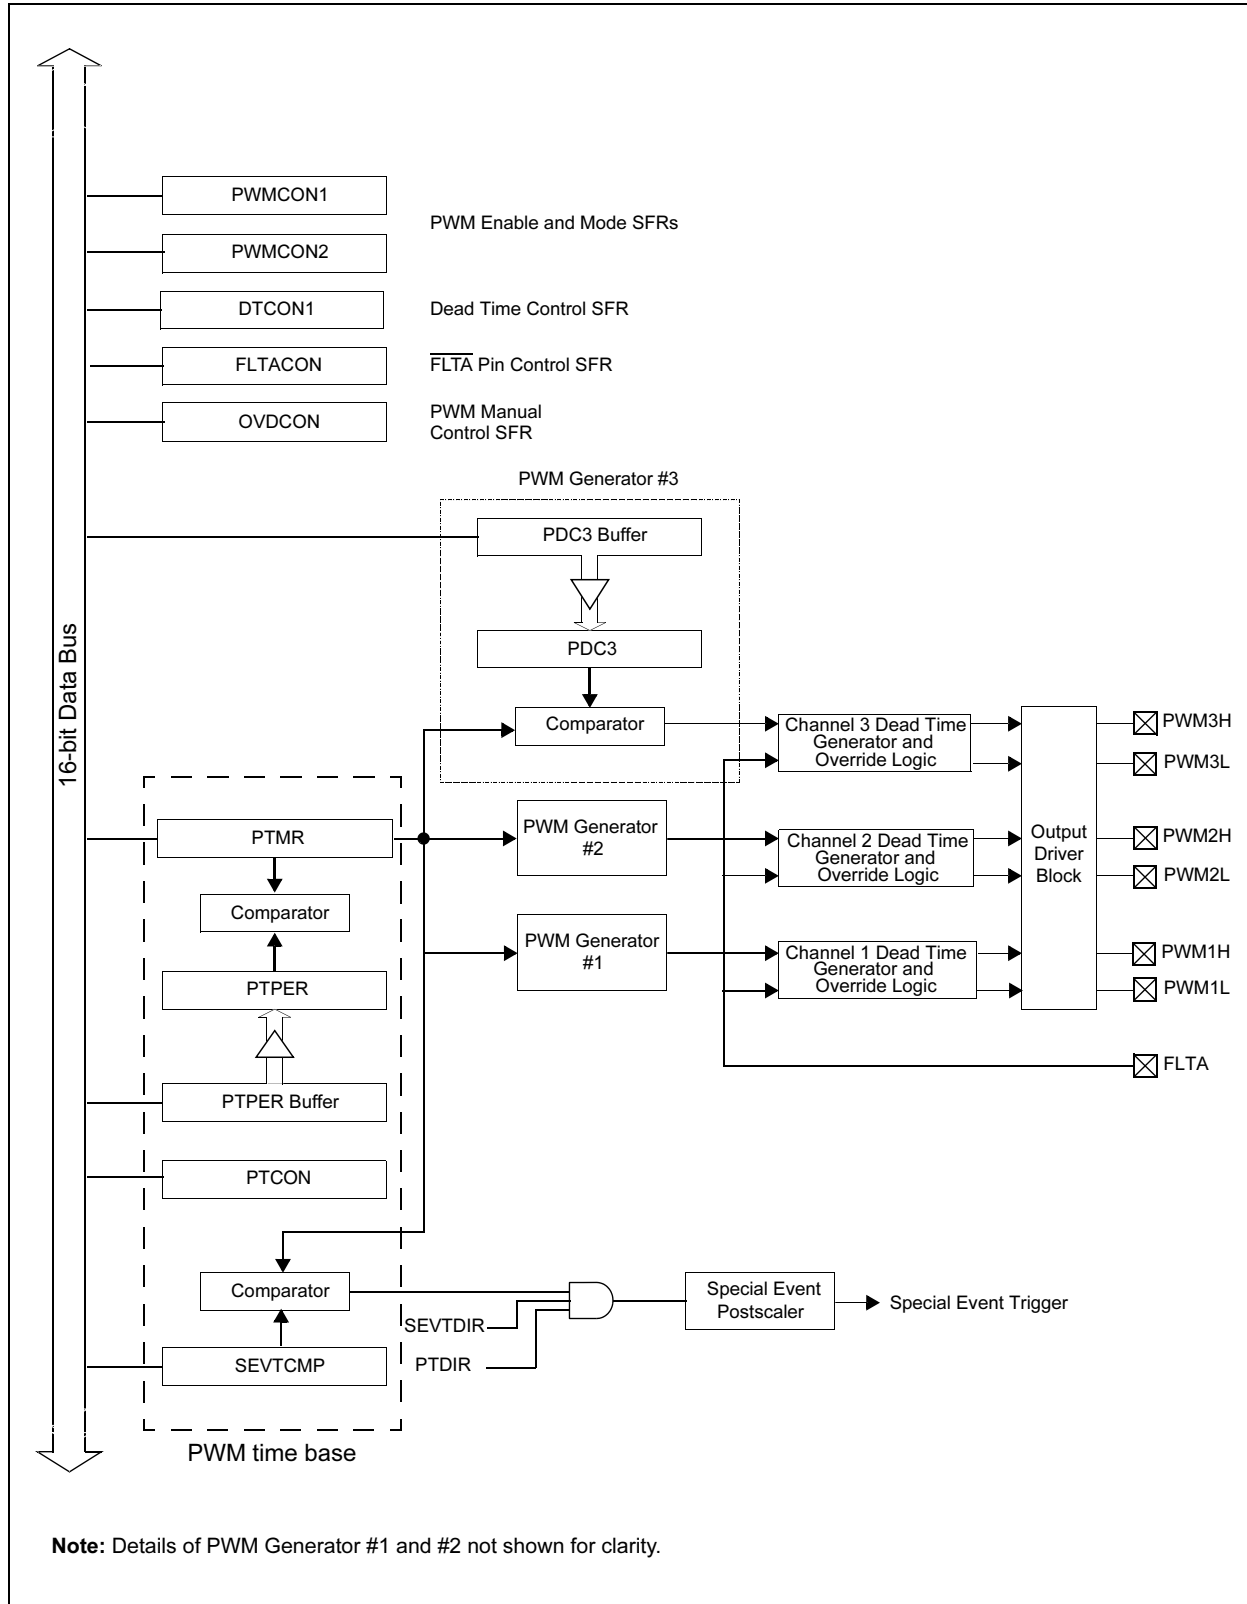 16-bit Data Bus
PWMCON1
PWM Enable and Mode SFRs
PWMCON2
DTCON1
Dead Time Control SFR
FLTACON
FLTA Pin Control SFR
OVDCON
PWM Manual
Control SFR
PWM Generator #3
PDC3 Buffer
PDC3
Comparator
Channel 3 Dead Time
Generator and
Override Logic
PWM3H
PWM3L
PTMR
PWM Generator
#2
Channel 2 Dead Time
Generator and
Override Logic
Output
Driver
Block
PWM2H
PWM2L
Comparator
PWM Generator
#1
Channel 1 Dead Time
Generator and
Override Logic
PWM1H
PWM1L
PTPER
FLTA
PTPER Buffer
PTCON
Comparator
SEVTDIR
PTDIR
Special Event
Postscaler
Special Event Trigger
SEVTCMP
PWM time base
Note: Details of PWM Generator #1 and #2 not shown for clarity.